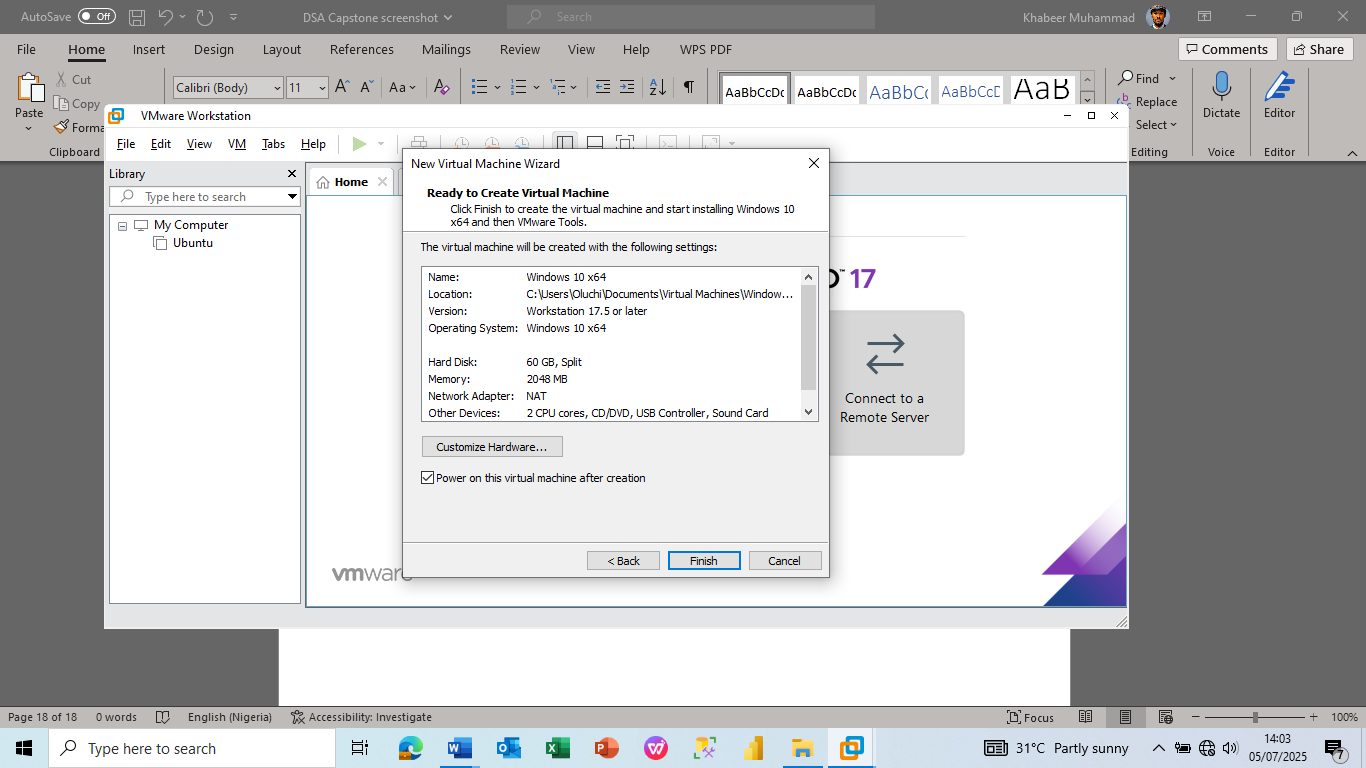 AutoSave Off DSA Capstone screenshot Search Khabeer Muhammad
File Home Insert Design Layout References Mailings Review View Help WPS PDF Comments Share
Paste
Cut
Copy
Forma
Clipboard
Calibri (Body) 11 Aa
AaBbCcDc AaBbCcDc AaBbCc AaBbCcD AaB
Find
Replace
Select
Editing
Dictate
Voice
Editor
Editor
VMware Workstation
File Edit View VM Tabs Help
Library
Type here to search
My Computer
Ubuntu
Home
17
Connect to a
Remote Server
vmware
New Virtual Machine Wizard
Ready to Create Virtual Machine
Click Finish to create the virtual machine and start installing Windows 10
x64 and then VMware Tools.
The virtual machine will be created with the following settings:
Name: Windows 10 x64
Location: C:\Users\Oluchi\Documents\Virtual Machines\Window...
Version: Workstation 17.5 or later
Operating System: Windows 10 x64
Hard Disk: 60 GB, Split
Memory: 2048 MB
Network Adapter: NAT
Other Devices: 2 CPU cores, CD/DVD, USB Controller, Sound Card
Customize Hardware...
Power on this virtual machine after creation
< Back Finish Cancel
Page 18 of 18 0 words English (Nigeria) Accessibility: Investigate Focus 100%
Type here to search
31°C Partly sunny
14:03
05/07/2025
7